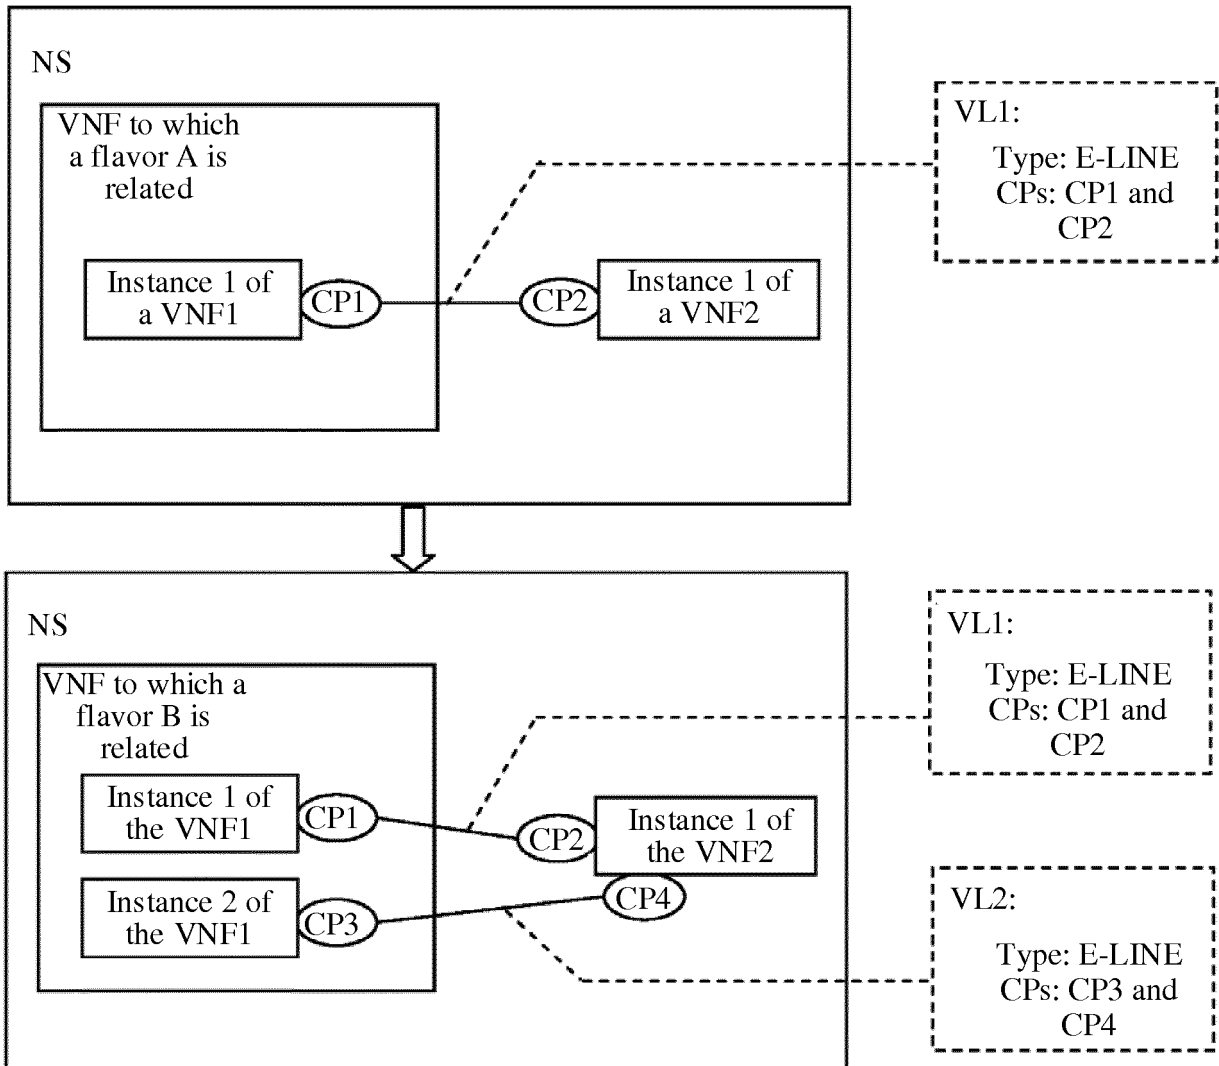 NS
VNF to which
a flavor A is
related
Instance 1 of
a VNF1
CP1
CP2
Instance 1 of
a VNF2
VL1:
Type: E-LINE
CPs: CP1 and
CP2
NS
VNF to which a
flavor B is
related
Instance 1 of
the VNF1
CP1
CP2
Instance 1 of
the VNF2
Instance 2 of
the VNF1
CP3
CP4
VL1:
Type: E-LINE
CPs: CP1 and
CP2
VL2:
Type: E-LINE
CPs: CP3 and
CP4